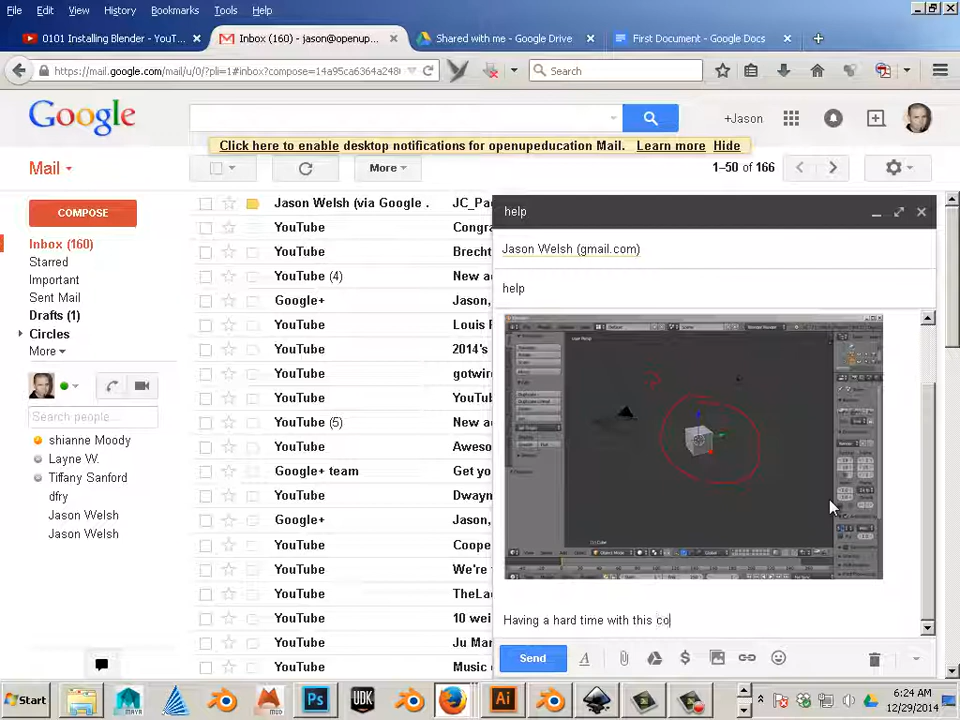 File Edit View History Bookmarks Tools Help
0101 Installing Blender - YouT...
Inbox (160) - jason@openup...
Shared with me - Google Drive
First Document - Google Docs
https://mail.google.com/mail/u/0/?pli=1#inbox?compose=14a95ca6364a248
Search
Google
+Jason
Click here to enable desktop notifications for openupeducation Mail. Learn more Hide
Mail
More
1–50 of 166
COMPOSE
Inbox (160)
Starred
Important
Sent Mail
Drafts (1)
Circles
More
Search people...
shianne Moody
Layne W.
Tiffany Sanford
dfry
Jason Welsh
Jason Welsh
Jason Welsh (via Google . JC_Pa
YouTube Congra
YouTube Brecht
YouTube (4) New a
Google+ Jason,
YouTube Louis
YouTube 2014's
YouTube gotwir
YouTube
YouTube (5) New a
YouTube Aweso
Google+ team Get yo
YouTube Dwayn
Google+ Jason,
YouTube Coope
YouTube We're
YouTube TheLa
YouTube 10 wei
YouTube Ju Mar
YouTube Music
help
Jason Welsh (gmail.com)
help
Having a hard time with this co
Send
Start
MAYA
Ps
UDK
Ai
6:24 AM
12/29/2014